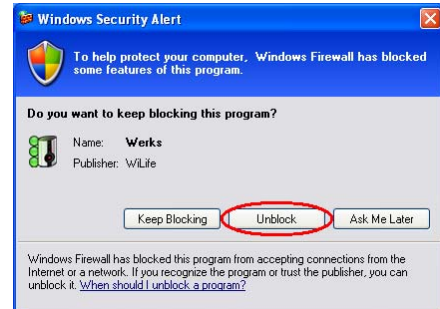 Windows Security Alert
To help protect your computer, Windows Firewall has blocked
some features of this program.
Do you want to keep blocking this program?
Name: Werks
Publisher: WiLife
Keep Blocking Unblock Ask Me Later
Windows Firewall has blocked this program from accepting connections from the
Internet or a network. If you recognize the program or trust the publisher, you can
unblock it. When should I unblock a program?